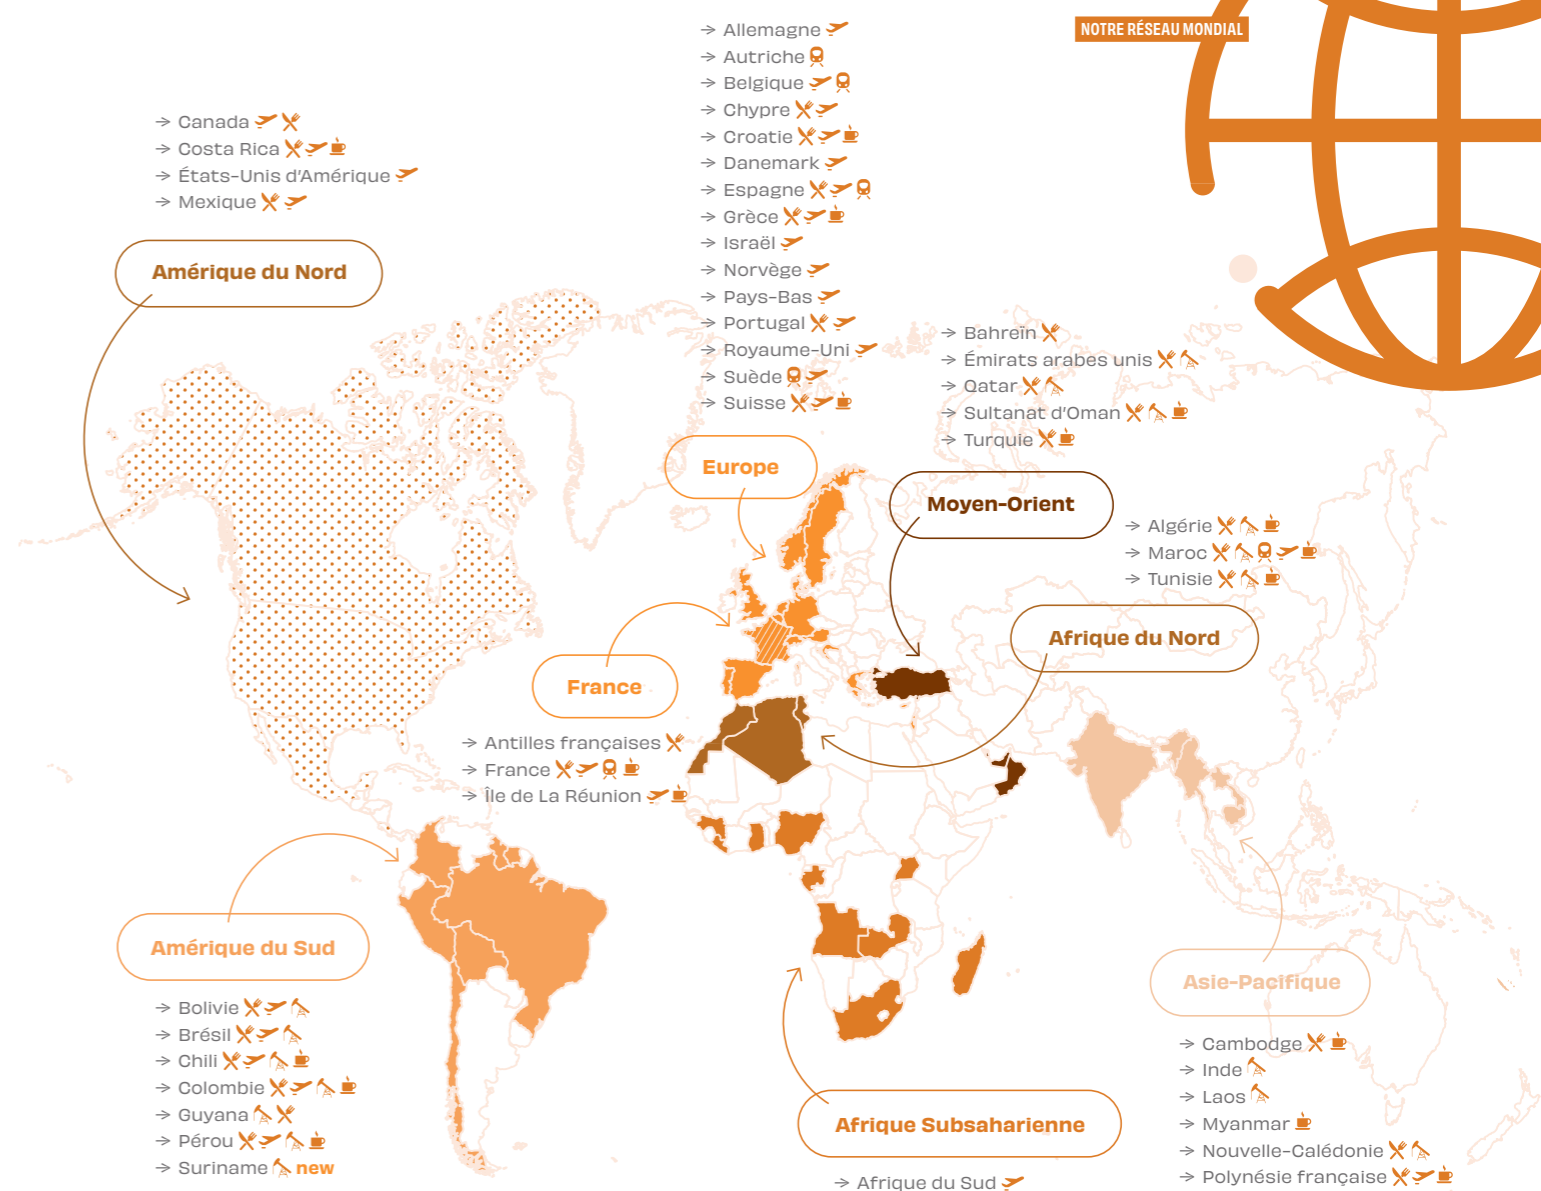 NOTRE RÉSEAU MONDIAL
→ Canada
→ Costa Rica
→ États-Unis d'Amérique
→ Mexique
Amérique du Nord
→ Allemagne
→ Autriche
→ Belgique
→ Chypre
→ Croatie
→ Danemark
→ Espagne
→ Grèce
→ Israël
→ Norvège
→ Pays-Bas
→ Portugal
→ Royaume-Uni
→ Suède
→ Suisse
Europe
→ Bahreïn
→ Émirats arabes unis
→ Qatar
→ Sultanat d'Oman
→ Turquie
Moyen-Orient
→ Algérie
→ Maroc
→ Tunisie
Afrique du Nord
France
→ Antilles françaises
→ France
→ Île de La Réunion
Amérique du Sud
→ Bolivie
→ Brésil
→ Chili
→ Colombie
→ Guyana
→ Pérou
→ Suriname new
Afrique Subsaharienne
→ Afrique du Sud
Asie-Pacifique
→ Cambodge
→ Inde
→ Laos
→ Myanmar
→ Nouvelle-Calédonie
→ Polynésie française